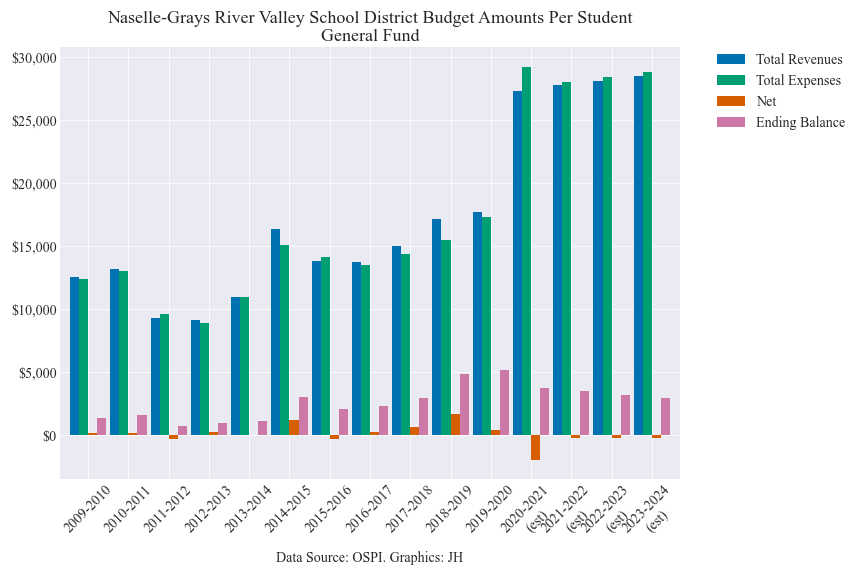 Naselle-Grays River Valley School District Budget Amounts Per Student
General Fund
Total Revenues
Total Expenses
Net
Ending Balance
$30,000
$25,000
$20,000
$15,000
$10,000
$5,000
$0
2009-2010
2010-2011
2011-2012
2012-2013
2013-2014
2014-2015
2015-2016
2016-2017
2017-2018
2018-2019
2019-2020
2020-2021
(est)
2021-2022
(est)
2022-2023
(est)
2023-2024
(est)
Data Source: OSPI. Graphics: JH